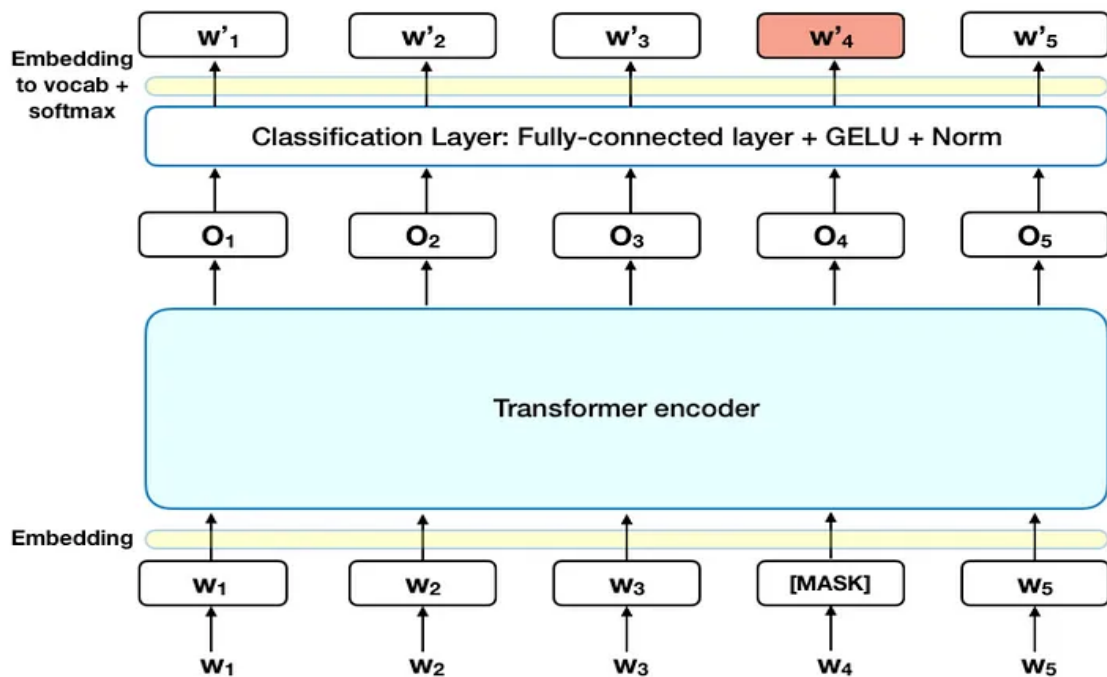 w'₁ w'₂ w'₃ w'₄ w'₅
Embedding
to vocab +
softmax
Classification Layer: Fully-connected layer + GELU + Norm
O₁ O₂ O₃ O₄ O₅
Transformer encoder
Embedding
w₁ w₂ w₃ [MASK] w₅
w₁ w₂ w₃ w₄ w₅